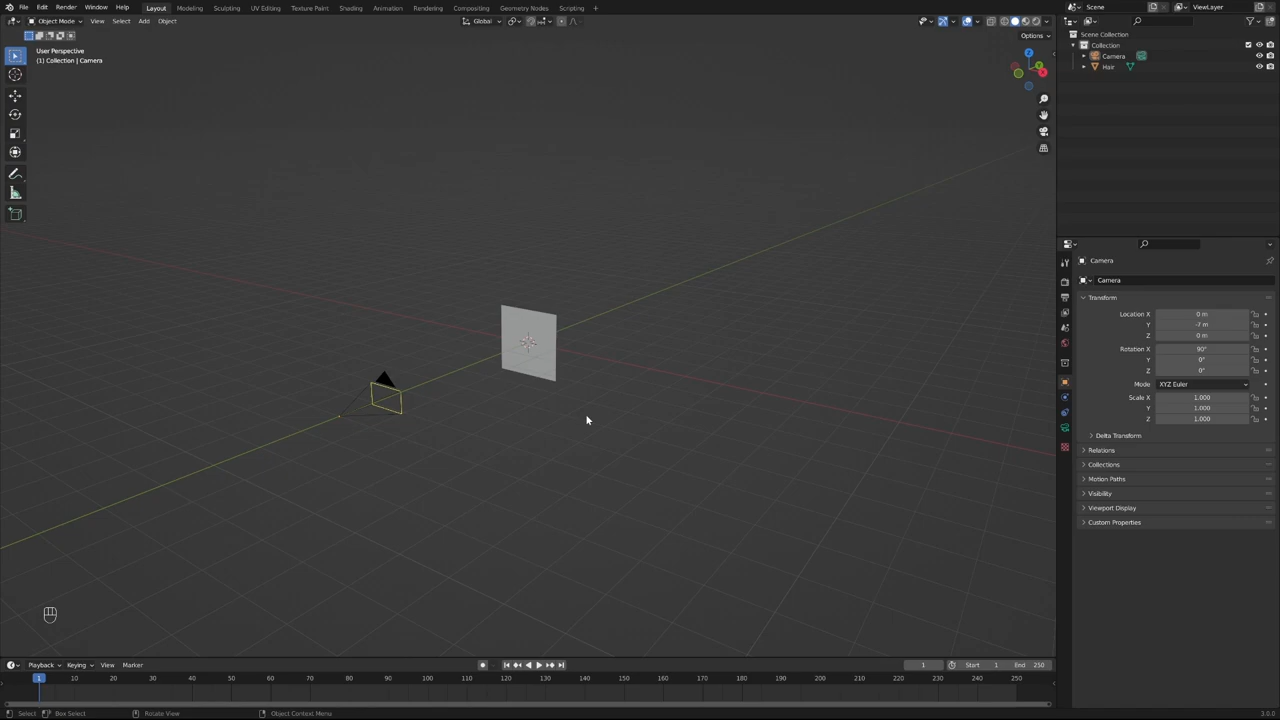 File Edit Render Window Help Layout Modeling Sculpting UV Editing Texture Paint Shading Animation Rendering Compositing Geometry Nodes Scripting + Scene ViewLayer
Object Mode View Select Add Object Global
Options
User Perspective
(1) Collection | Camera
X
Y
Z
Scene Collection
Collection
Camera
Hair
Camera
Camera
Transform
Location X 0 m
Y -7 m
Z 0 m
Rotation X 90°
Y 0°
Z 0°
Mode XYZ Euler
Scale X 1.000
Y 1.000
Z 1.000
Delta Transform
Relations
Collections
Motion Paths
Visibility
Viewport Display
Custom Properties
Playback Keying View Marker 1 Start 1 End 250
1 10 20 30 40 50 60 70 80 90 100 110 120 130 140 150 160 170 180 190 200 210 220 230 240 250
Select Box Select Rotate View Object Context Menu 3.0.0